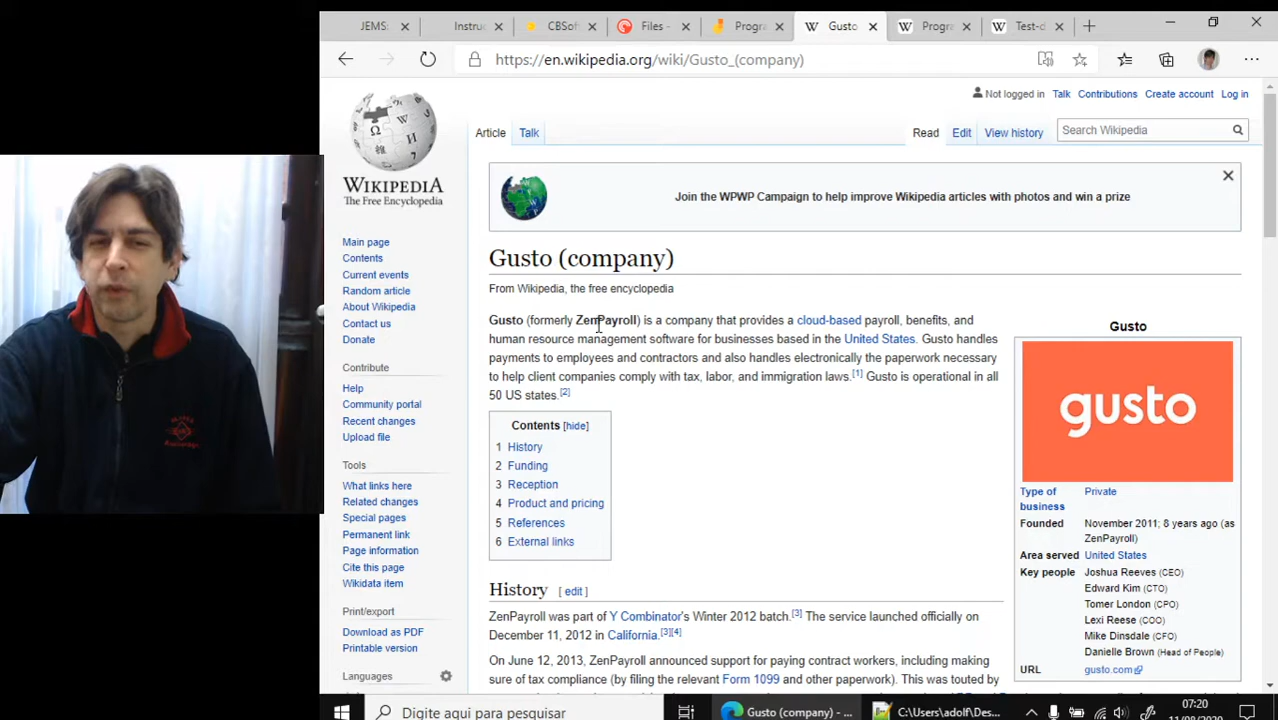 JEMS:
Instruc
CBSoft
Files -
Progra
Gusto
Progra
Test-d
https://en.wikipedia.org/wiki/Gusto_(company)
Not logged in Talk Contributions Create account Log in
Article Talk Read Edit View history Search Wikipedia
WIKIPEDIA
The Free Encyclopedia
Join the WPWP Campaign to help improve Wikipedia articles with photos and win a prize
Main page
Contents
Current events
Random article
About Wikipedia
Contact us
Donate
Contribute
Help
Community portal
Recent changes
Upload file
Tools
What links here
Related changes
Special pages
Permanent link
Page information
Cite this page
Wikidata item
Print/export
Download as PDF
Printable version
Languages
Gusto (company)
From Wikipedia, the free encyclopedia
Gusto (formerly ZenPayroll) is a company that provides a cloud-based payroll, benefits, and
human resource management software for businesses based in the United States. Gusto handles
payments to employees and contractors and also handles electronically the paperwork necessary
to help client companies comply with tax, labor, and immigration laws.[1] Gusto is operational in all
50 US states.[2]
Contents [hide]
1 History
2 Funding
3 Reception
4 Product and pricing
5 References
6 External links
History [ edit ]
ZenPayroll was part of Y Combinator's Winter 2012 batch.[3] The service launched officially on
December 11, 2012 in California.[3][4]
On June 12, 2013, ZenPayroll announced support for paying contract workers, including making
sure of tax compliance (by filing the relevant Form 1099 and other paperwork). This was touted by
Gusto
gusto
Type of business Private
Founded November 2011; 8 years ago (as ZenPayroll)
Area served United States
Key people Joshua Reeves (CEO)
Edward Kim (CTO)
Tomer London (CPO)
Lexi Reese (COO)
Mike Dinsdale (CFO)
Danielle Brown (Head of People)
URL gusto.com
Digite aqui para pesquisar
Gusto (company) - ...
C:\Users\adolf\Des...
07:20
11/08/2020